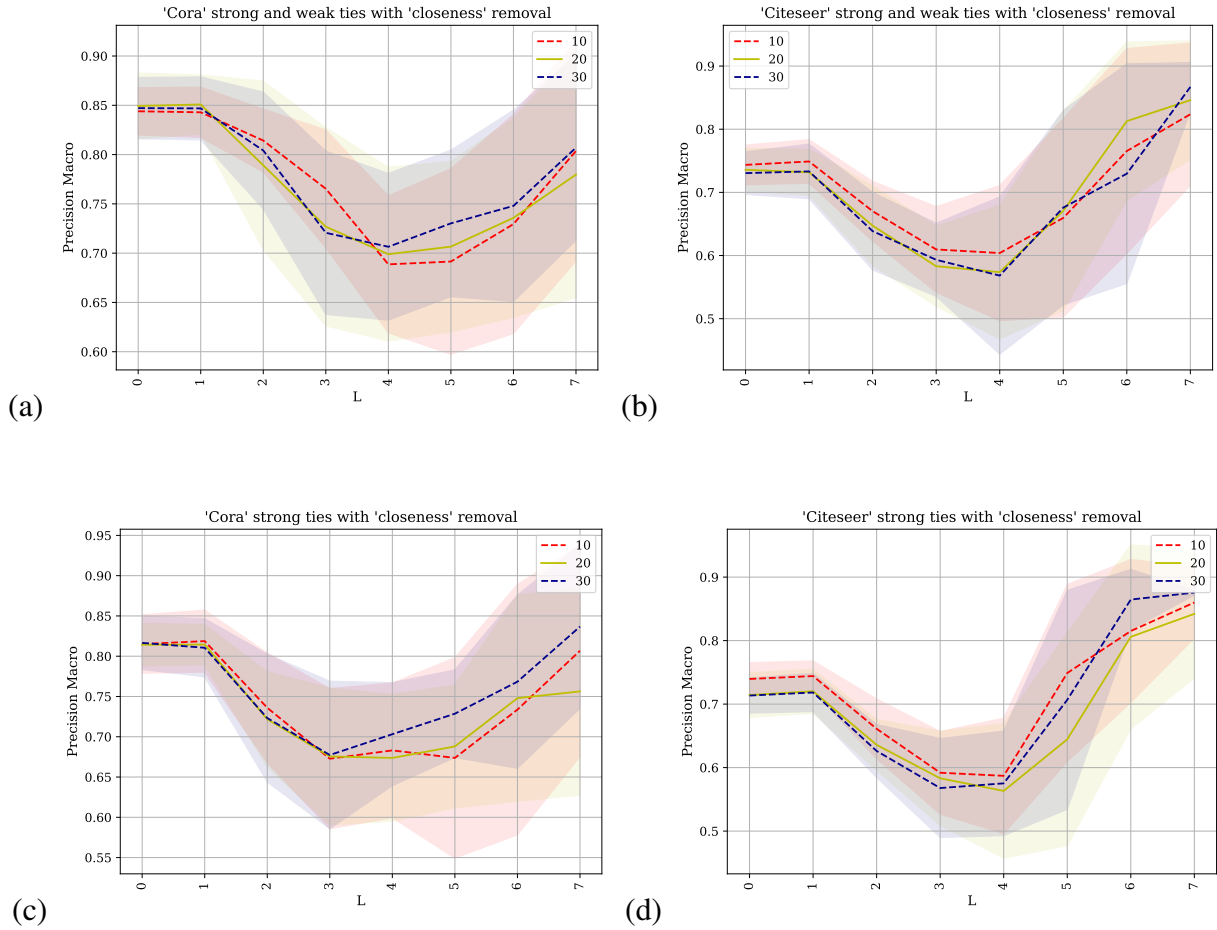 'Cora' strong and weak ties with 'closeness' removal
Precision Macro
0.90
0.85
0.80
0.75
0.70
0.65
0.60
10
20
30
0 1 2 3 4 5 6 7
L
(a)
'Citeseer' strong and weak ties with 'closeness' removal
Precision Macro
0.9
0.8
0.7
0.6
0.5
10
20
30
0 1 2 3 4 5 6 7
L
(b)
'Cora' strong ties with 'closeness' removal
Precision Macro
0.95
0.90
0.85
0.80
0.75
0.70
0.65
0.60
0.55
10
20
30
0 1 2 3 4 5 6 7
L
(c)
'Citeseer' strong ties with 'closeness' removal
Precision Macro
0.9
0.8
0.7
0.6
0.5
10
20
30
0 1 2 3 4 5 6 7
L
(d)